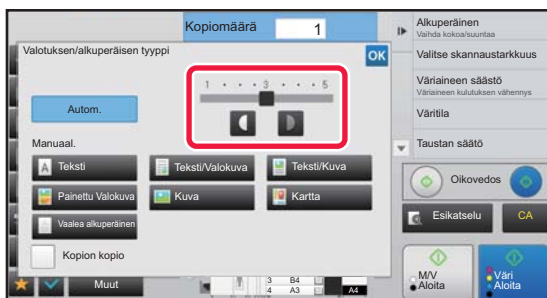 Kopiomäärä 1
Valotuksen/alkuperäisen tyyppi
OK
1 3 5
Autom.
Manuaal.
A Teksti
Teksti/Valokuva
Teksti/Kuva
Painettu Valokuva
Kuva
Kartta
Vaalea alkuperäinen
Kopion kopio
Muut
3 B4
4 A3
A4
Alkuperäinen
Vaihda kokoa/suuntaa
Valitse skannaustarkkuus
Väriaineen säästö
Väriaineen kulutuksen vähennys
Väritila
Taustan säätö
Oikovedos
Esikatselu
CA
M/V
Aloita
Väri
Aloita